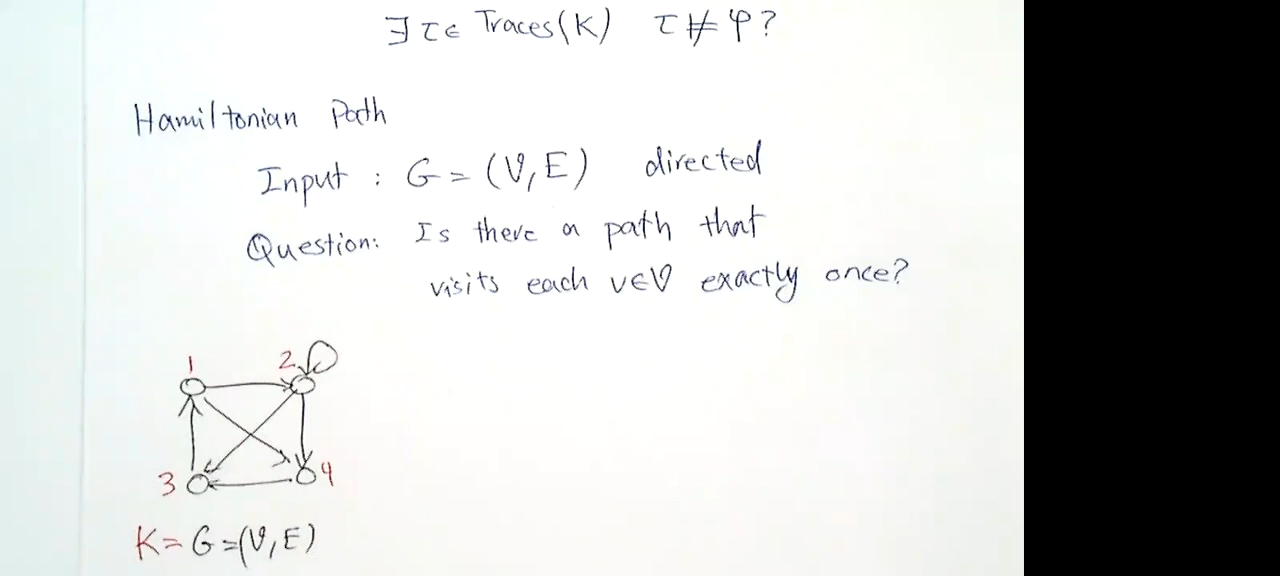 ∃ τ ∈ Traces(K) τ ⊭ φ?
Hamiltonian Path
Input : G = (V, E) directed
Question: Is there a path that
visits each v∈V exactly once?
1 2
3 4
K = G = (V, E)